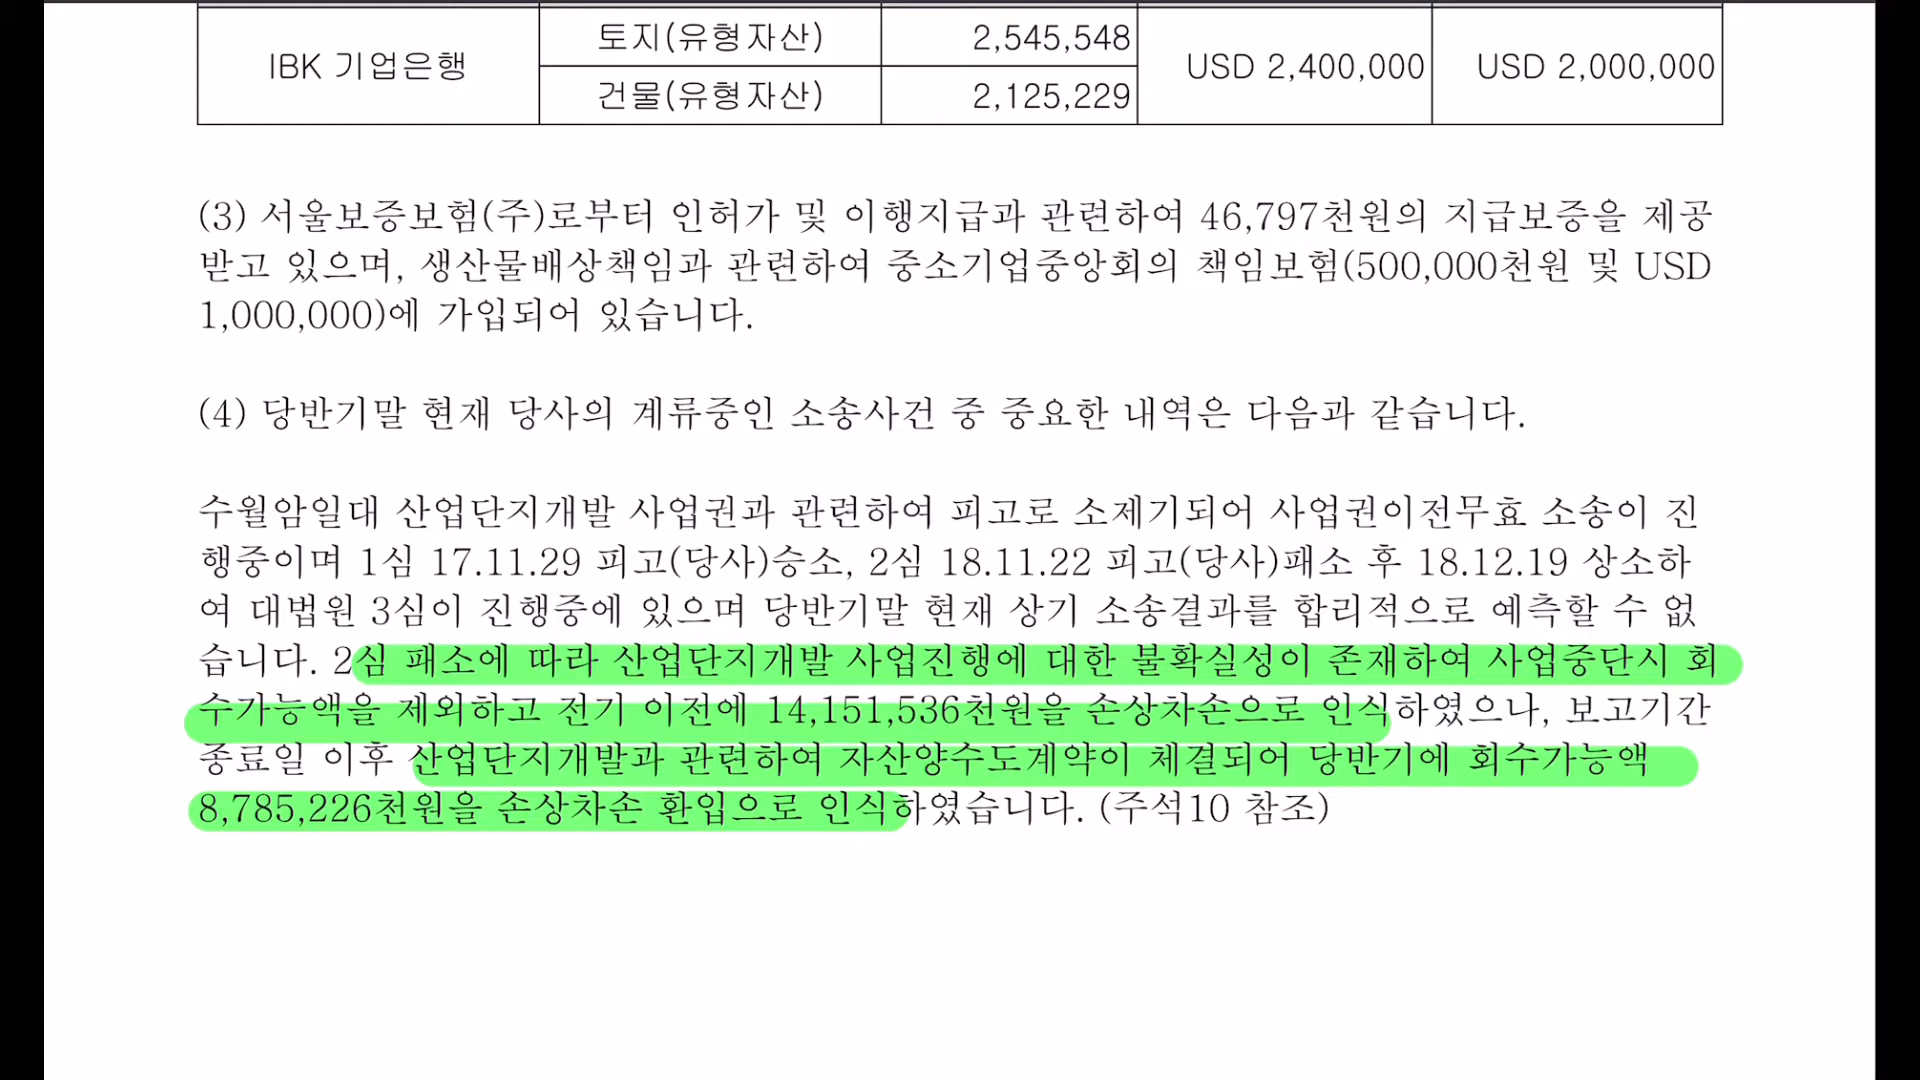 IBK 기업은행
토지(유형자산)
2,545,548
USD 2,400,000
USD 2,000,000
건물(유형자산)
2,125,229
(3) 서울보증보험(주)로부터 인허가 및 이행지급과 관련하여 46,797천원의 지급보증을 제공
받고 있으며, 생산물배상책임과 관련하여 중소기업중앙회의 책임보험(500,000천원 및 USD
1,000,000)에 가입되어 있습니다.
(4) 당반기말 현재 당사의 계류중인 소송사건 중 중요한 내역은 다음과 같습니다.
수월암일대 산업단지개발 사업권과 관련하여 피고로 소제기되어 사업권이전무효 소송이 진
행중이며 1심 17.11.29 피고(당사)승소, 2심 18.11.22 피고(당사)패소 후 18.12.19 상소하
여 대법원 3심이 진행중에 있으며 당반기말 현재 상기 소송결과를 합리적으로 예측할 수 없
습니다. 2심 패소에 따라 산업단지개발 사업진행에 대한 불확실성이 존재하여 사업중단시 회
수가능액을 제외하고 전기 이전에 14,151,536천원을 손상차손으로 인식하였으나, 보고기간
종료일 이후 산업단지개발과 관련하여 자산양수도계약이 체결되어 당반기에 회수가능액
8,785,226천원을 손상차손 환입으로 인식하였습니다. (주석10 참조)